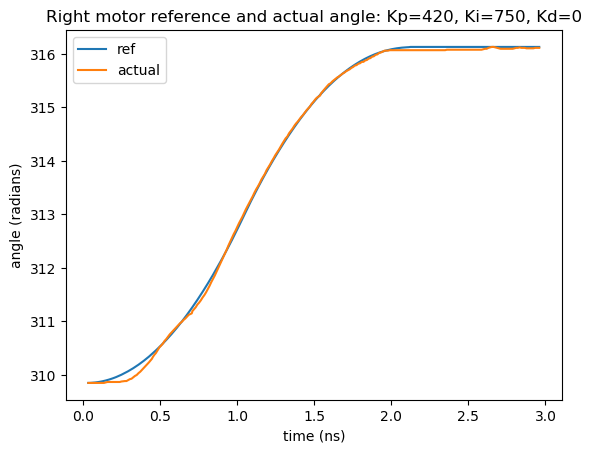 Right motor reference and actual angle: Kp=420, Ki=750, Kd=0
ref
actual
316
315
314
313
312
311
310
angle (radians)
0.0 0.5 1.0 1.5 2.0 2.5 3.0
time (ns)